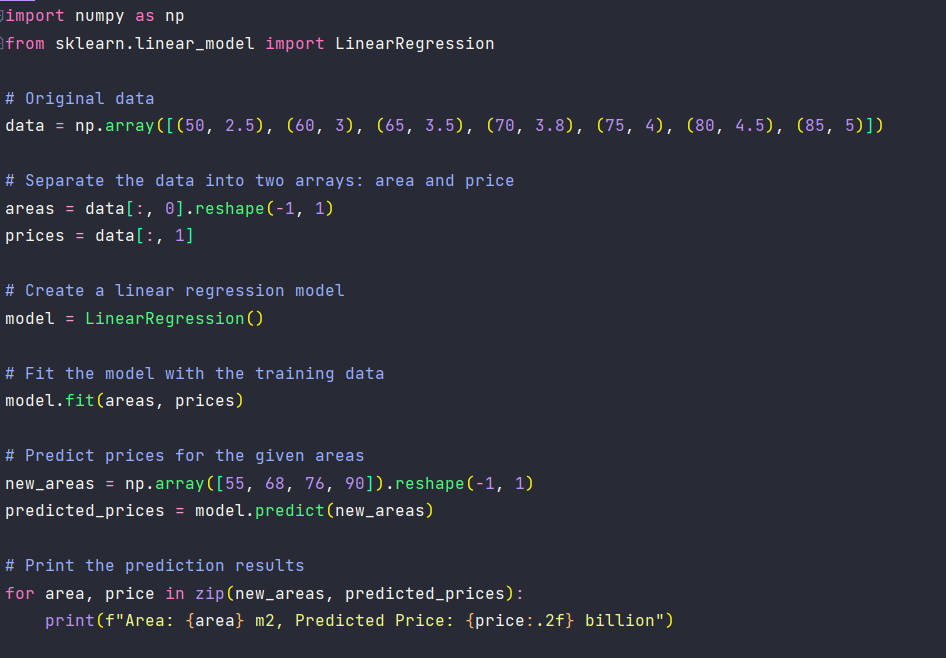 import numpy as np
from sklearn.linear_model import LinearRegression
# Original data
data = np.array([(50, 2.5), (60, 3), (65, 3.5), (70, 3.8), (75, 4), (80, 4.5), (85, 5)])
# Separate the data into two arrays: area and price
areas = data[:, 0].reshape(-1, 1)
prices = data[:, 1]
# Create a linear regression model
model = LinearRegression()
# Fit the model with the training data
model.fit(areas, prices)
# Predict prices for the given areas
new_areas = np.array([55, 68, 76, 90]).reshape(-1, 1)
predicted_prices = model.predict(new_areas)
# Print the prediction results
for area, price in zip(new_areas, predicted_prices):
    print(f"Area: {area} m2, Predicted Price: {price:.2f} billion")